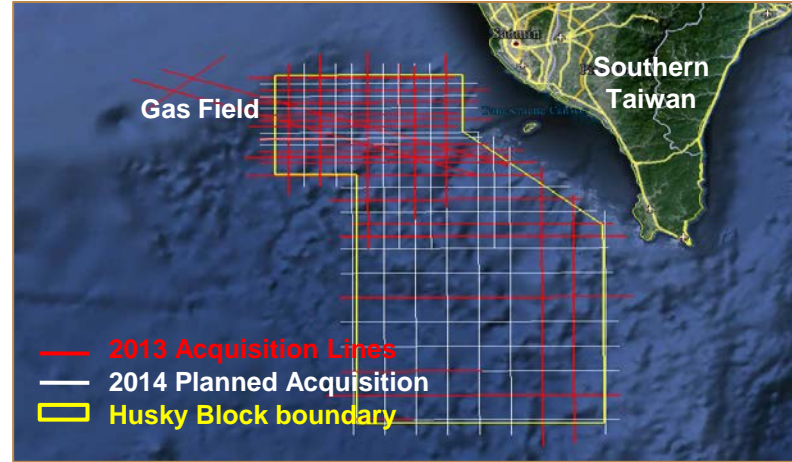 Southern
Taiwan
Gas Field
2013 Acquisition Lines
2014 Planned Acquisition
Husky Block boundary